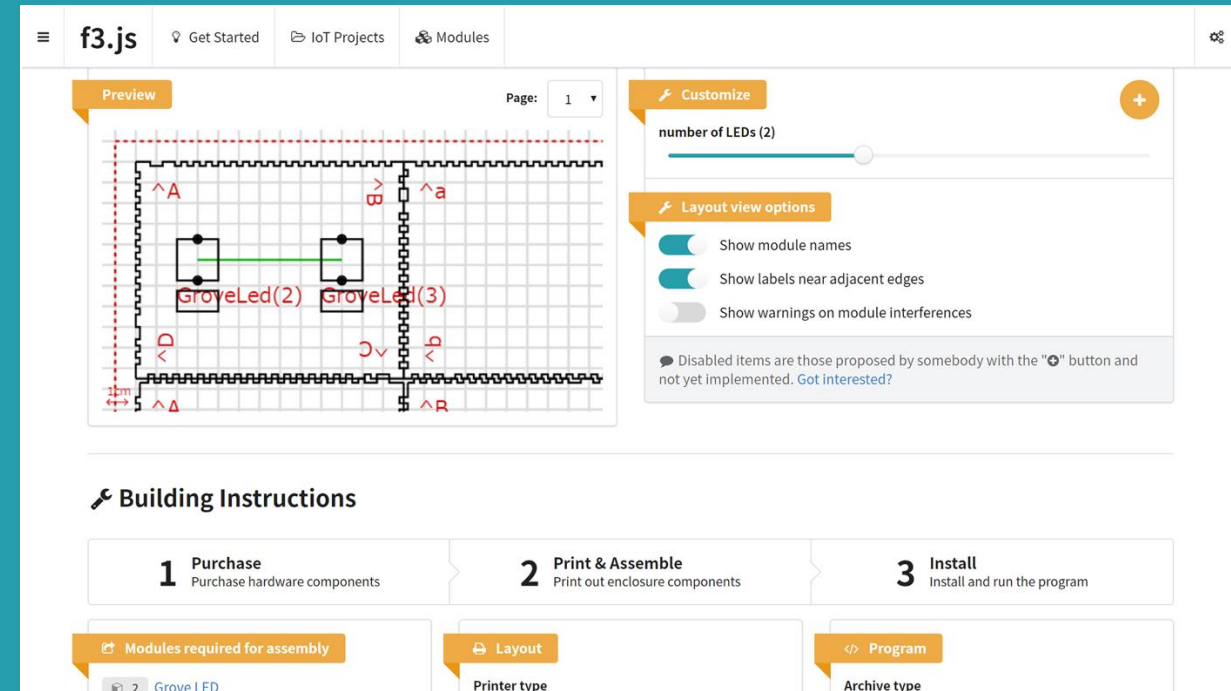 f3.js
Get Started
IoT Projects
Modules
Preview
Page: 1
^A
>B
^a
GroveLed(2) GroveLed(3)
<D
>C
<b
1cm
^A
^B
Customize
number of LEDs (2)
Layout view options
Show module names
Show labels near adjacent edges
Show warnings on module interferences
Disabled items are those proposed by somebody with the "+" button and
not yet implemented. Got interested?
Building Instructions
1 Purchase
Purchase hardware components
2 Print & Assemble
Print out enclosure components
3 Install
Install and run the program
Modules required for assembly
2 Grove LED
Layout
Printer type
Program
Archive type